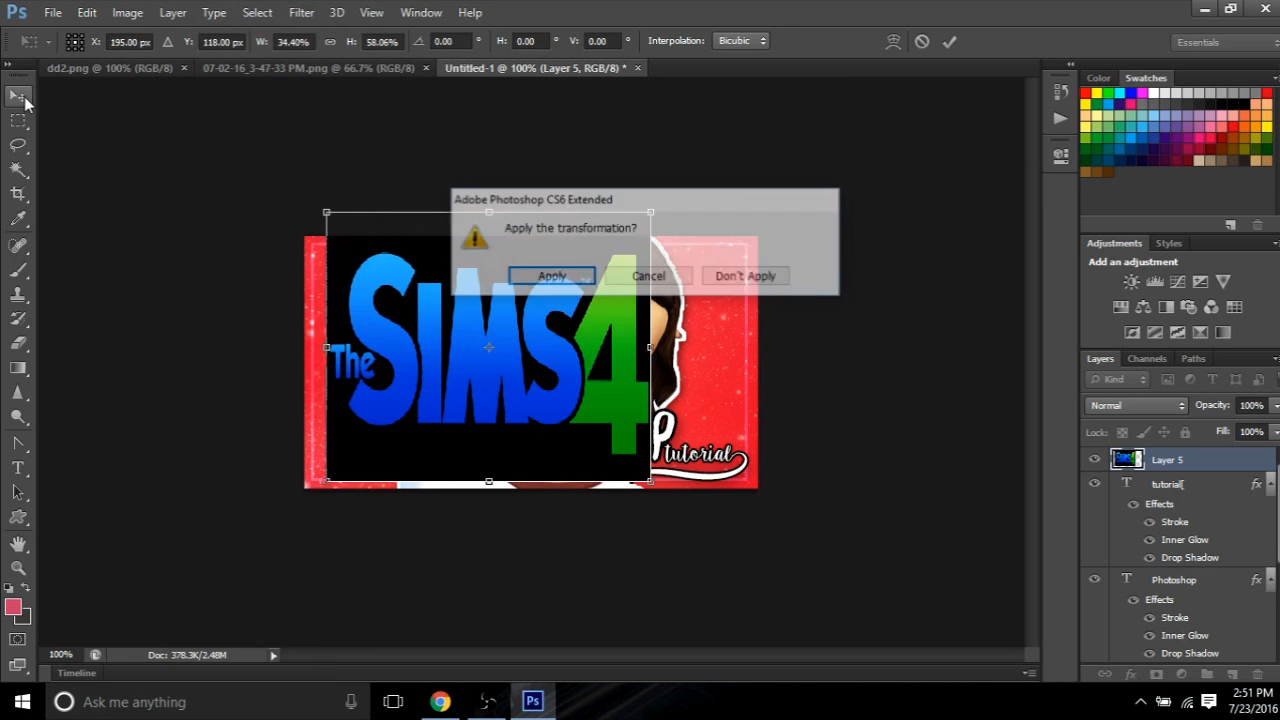 Ps File Edit Image Layer Type Select Filter 3D View Window Help
X: 195.00 px Y: 118.00 px W: 34.40% H: 58.06% 0.00 ° H: 0.00 ° V: 0.00 ° Interpolation: Bicubic Essentials
dd2.png @ 100% (RGB/8) × 07-02-16_3-47-33 PM.png @ 66.7% (RGB/8) × Untitled-1 @ 100% (Layer 5, RGB/8) * ×
Color Swatches
Adobe Photoshop CS6 Extended
Apply the transformation?
Apply Cancel Don't Apply
The SIMS 4
P
tutorial
Adjustments Styles
Add an adjustment
Layers Channels Paths
Kind
Normal Opacity: 100%
Lock: Fill: 100%
Layer 5
T tutorial[ fx
Effects
Stroke
Inner Glow
Drop Shadow
T Photoshop fx
Effects
Stroke
Inner Glow
Drop Shadow
100% Doc: 378.3K/2.48M
Timeline
Ask me anything
Ps
2:51 PM
7/23/2016